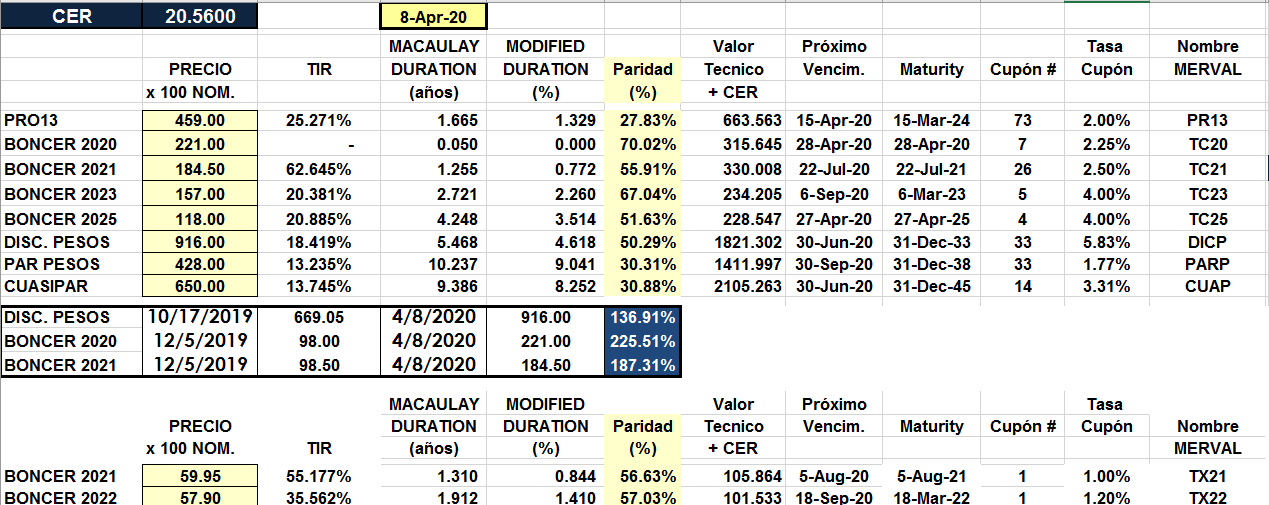 CER 20.5600 8-Apr-20
MACAULAY MODIFIED Valor Próximo Tasa Nombre
PRECIO TIR DURATION DURATION Paridad Tecnico Vencim. Maturity Cupón # Cupón MERVAL
x 100 NOM. (años) (%) (%) + CER
PRO13 459.00 25.271% 1.665 1.329 27.83% 663.563 15-Apr-20 15-Mar-24 73 2.00% PR13
BONCER 2020 221.00 - 0.050 0.000 70.02% 315.645 28-Apr-20 28-Apr-20 7 2.25% TC20
BONCER 2021 184.50 62.645% 1.255 0.772 55.91% 330.008 22-Jul-20 22-Jul-21 26 2.50% TC21
BONCER 2023 157.00 20.381% 2.721 2.260 67.04% 234.205 6-Sep-20 6-Mar-23 5 4.00% TC23
BONCER 2025 118.00 20.885% 4.248 3.514 51.63% 228.547 27-Apr-20 27-Apr-25 4 4.00% TC25
DISC. PESOS 916.00 18.419% 5.468 4.618 50.29% 1821.302 30-Jun-20 31-Dec-33 33 5.83% DICP
PAR PESOS 428.00 13.235% 10.237 9.041 30.31% 1411.997 30-Sep-20 31-Dec-38 33 1.77% PARP
CUASIPAR 650.00 13.745% 9.386 8.252 30.88% 2105.263 30-Jun-20 31-Dec-45 14 3.31% CUAP
DISC. PESOS 10/17/2019 669.05 4/8/2020 916.00 136.91%
BONCER 2020 12/5/2019 98.00 4/8/2020 221.00 225.51%
BONCER 2021 12/5/2019 98.50 4/8/2020 184.50 187.31%
MACAULAY MODIFIED Valor Próximo Tasa
PRECIO DURATION DURATION Paridad Tecnico Vencim. Maturity Cupón # Cupón Nombre
x 100 NOM. TIR (años) (%) (%) + CER MERVAL
BONCER 2021 59.95 55.177% 1.310 0.844 56.63% 105.864 5-Aug-20 5-Aug-21 1 1.00% TX21
BONCER 2022 57.90 35.562% 1.912 1.410 57.03% 101.533 18-Sep-20 18-Mar-22 1 1.20% TX22